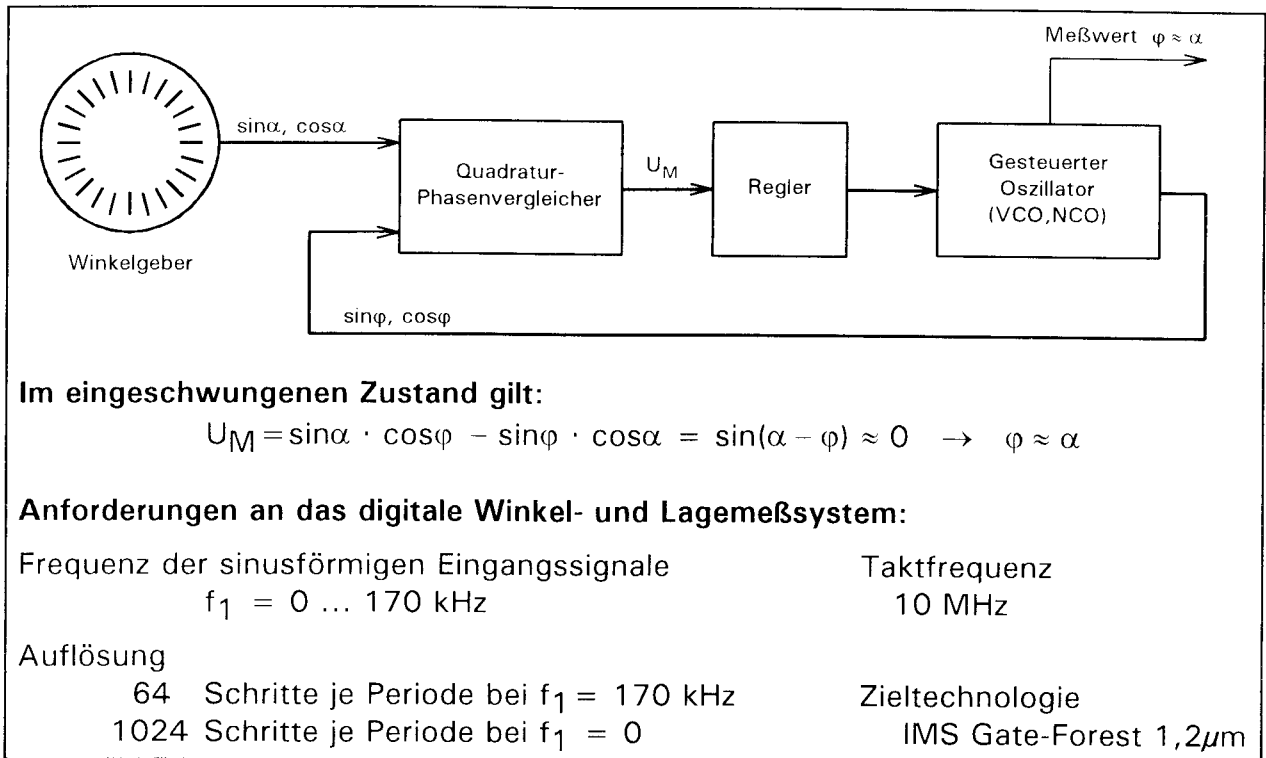 Meßwert φ ≈ α
sinα, cosα
Quadratur-
Phasenvergleicher
U_M
Regler
Gesteuerter
Oszillator
(VCO,NCO)
Winkelgeber
sinφ, cosφ
Im eingeschwungenen Zustand gilt:
U_M = sinα · cosφ − sinφ · cosα = sin(α − φ) ≈ 0 → φ ≈ α
Anforderungen an das digitale Winkel- und Lagemeßsystem:
Frequenz der sinusförmigen Eingangssignale Taktfrequenz
f₁ = 0 ... 170 kHz 10 MHz
Auflösung
64 Schritte je Periode bei f₁ = 170 kHz Zieltechnologie
1024 Schritte je Periode bei f₁ = 0 IMS Gate-Forest 1,2μm